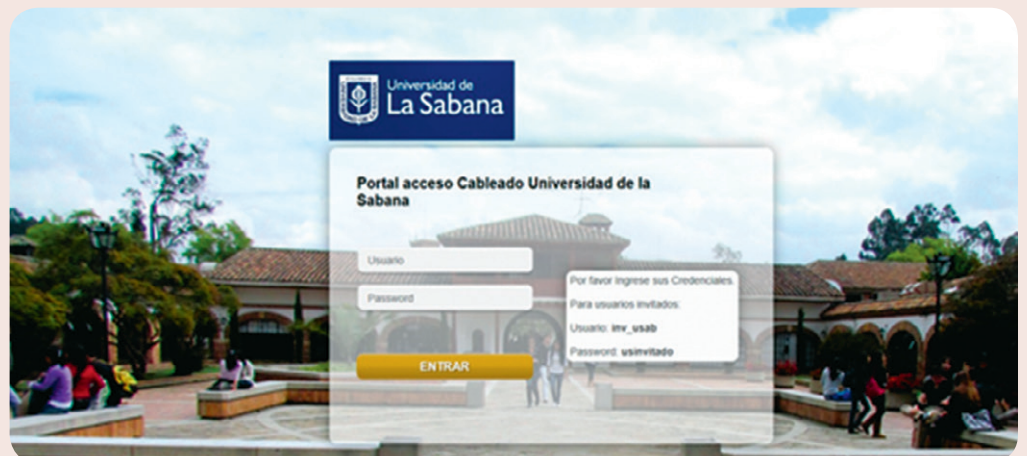 Universidad de
La Sabana
Portal acceso Cableado Universidad de la
Sabana
Usuario
Password
Por favor ingrese sus Credenciales.
Para usuarios invitados:
Usuario: inv_usab
Password: usinvitado
ENTRAR